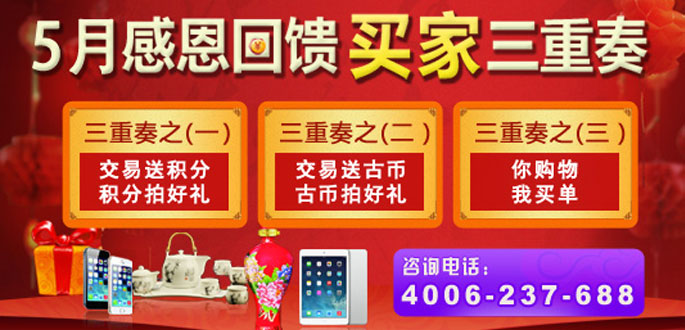 5月感恩回馈买家三重奏
三重奏之(一)
交易送积分
积分拍好礼
三重奏之(二)
交易送古币
古币拍好礼
三重奏之(三)
你购物
我买单
咨询电话：
4006-237-688